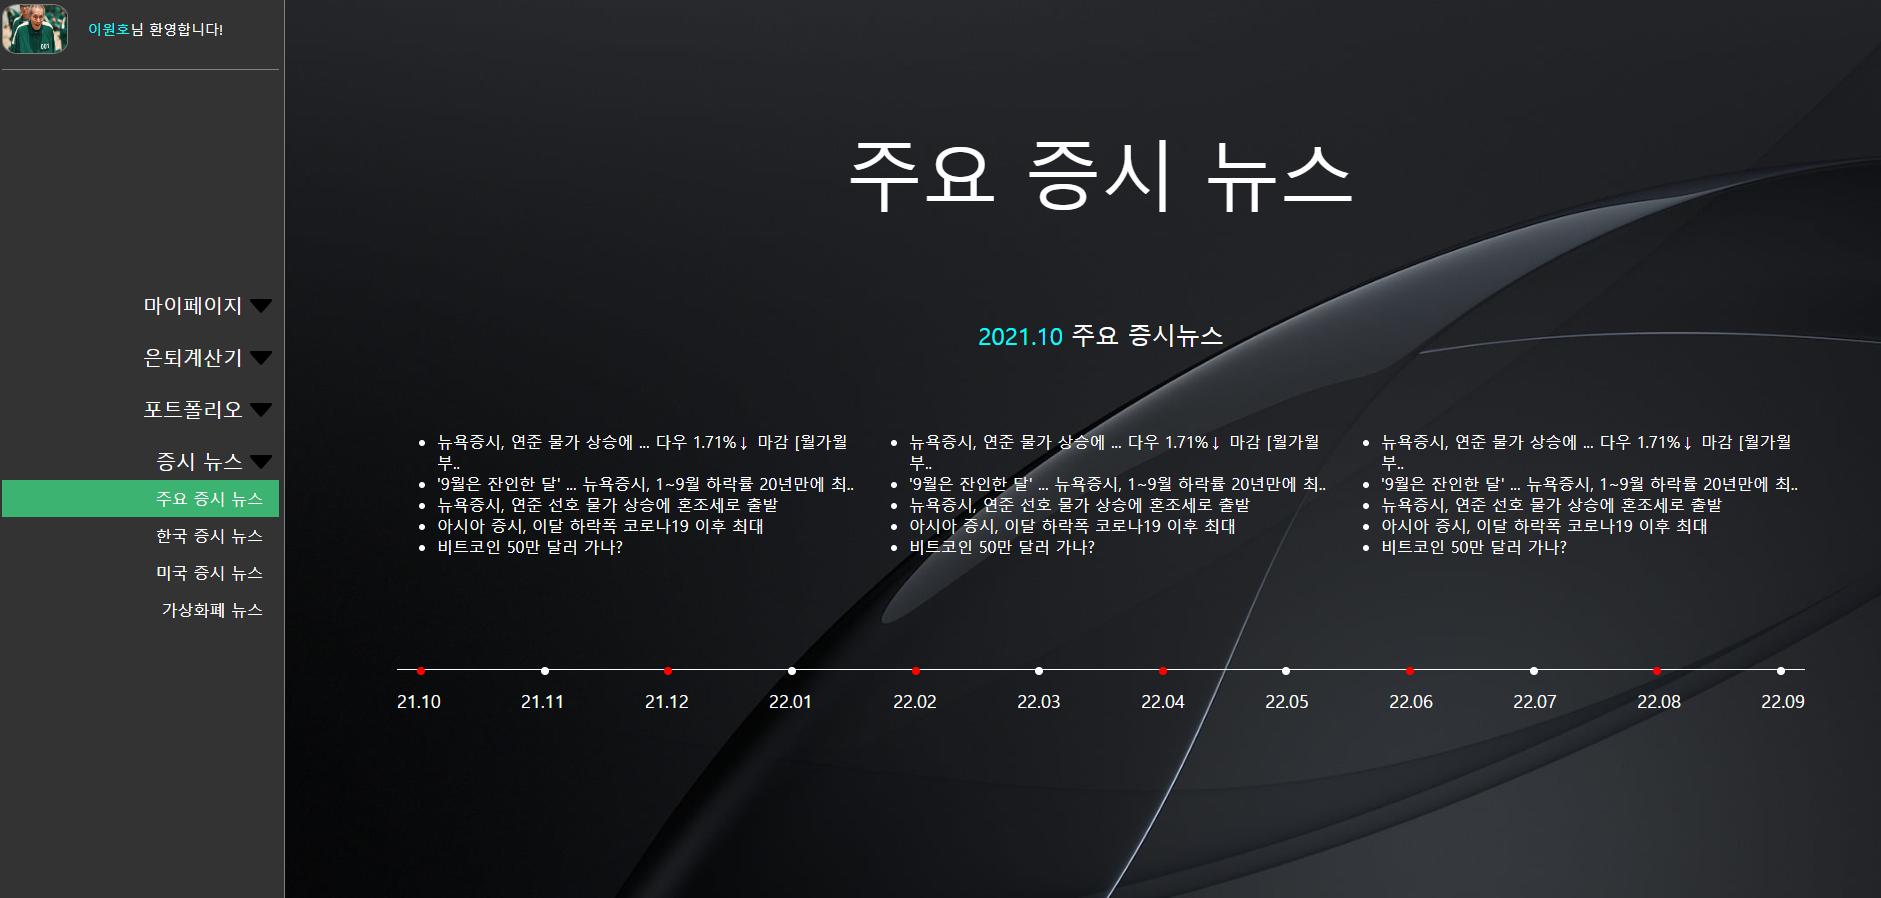 001
이원호님 환영합니다!
마이페이지
은퇴계산기
포트폴리오
증시 뉴스
주요 증시 뉴스
한국 증시 뉴스
미국 증시 뉴스
가상화폐 뉴스
주요 증시 뉴스
2021.10 주요 증시뉴스
뉴욕증시, 연준 물가 상승에 ... 다우 1.71%↓ 마감 [월가월
부..
'9월은 잔인한 달' ... 뉴욕증시, 1~9월 하락률 20년만에 최..
뉴욕증시, 연준 선호 물가 상승에 혼조세로 출발
아시아 증시, 이달 하락폭 코로나19 이후 최대
비트코인 50만 달러 가나?
뉴욕증시, 연준 물가 상승에 ... 다우 1.71%↓ 마감 [월가월
부..
'9월은 잔인한 달' ... 뉴욕증시, 1~9월 하락률 20년만에 최..
뉴욕증시, 연준 선호 물가 상승에 혼조세로 출발
아시아 증시, 이달 하락폭 코로나19 이후 최대
비트코인 50만 달러 가나?
뉴욕증시, 연준 물가 상승에 ... 다우 1.71%↓ 마감 [월가월
부..
'9월은 잔인한 달' ... 뉴욕증시, 1~9월 하락률 20년만에 최..
뉴욕증시, 연준 선호 물가 상승에 혼조세로 출발
아시아 증시, 이달 하락폭 코로나19 이후 최대
비트코인 50만 달러 가나?
21.10 21.11 21.12 22.01 22.02 22.03 22.04 22.05 22.06 22.07 22.08 22.09